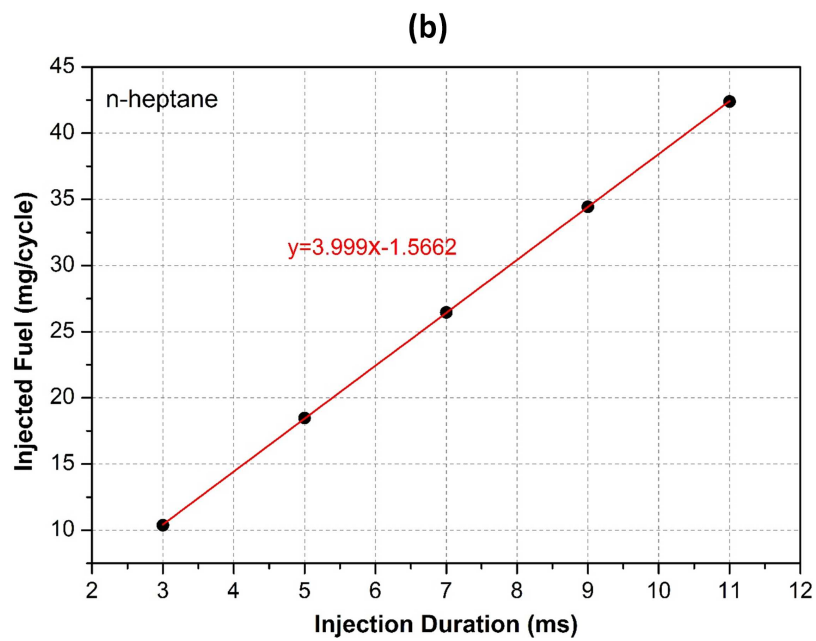 (b)
45
n-heptane
40
35
y=3.999x-1.5662
30
25
20
15
10
Injected Fuel (mg/cycle)
2 3 4 5 6 7 8 9 10 11 12
Injection Duration (ms)